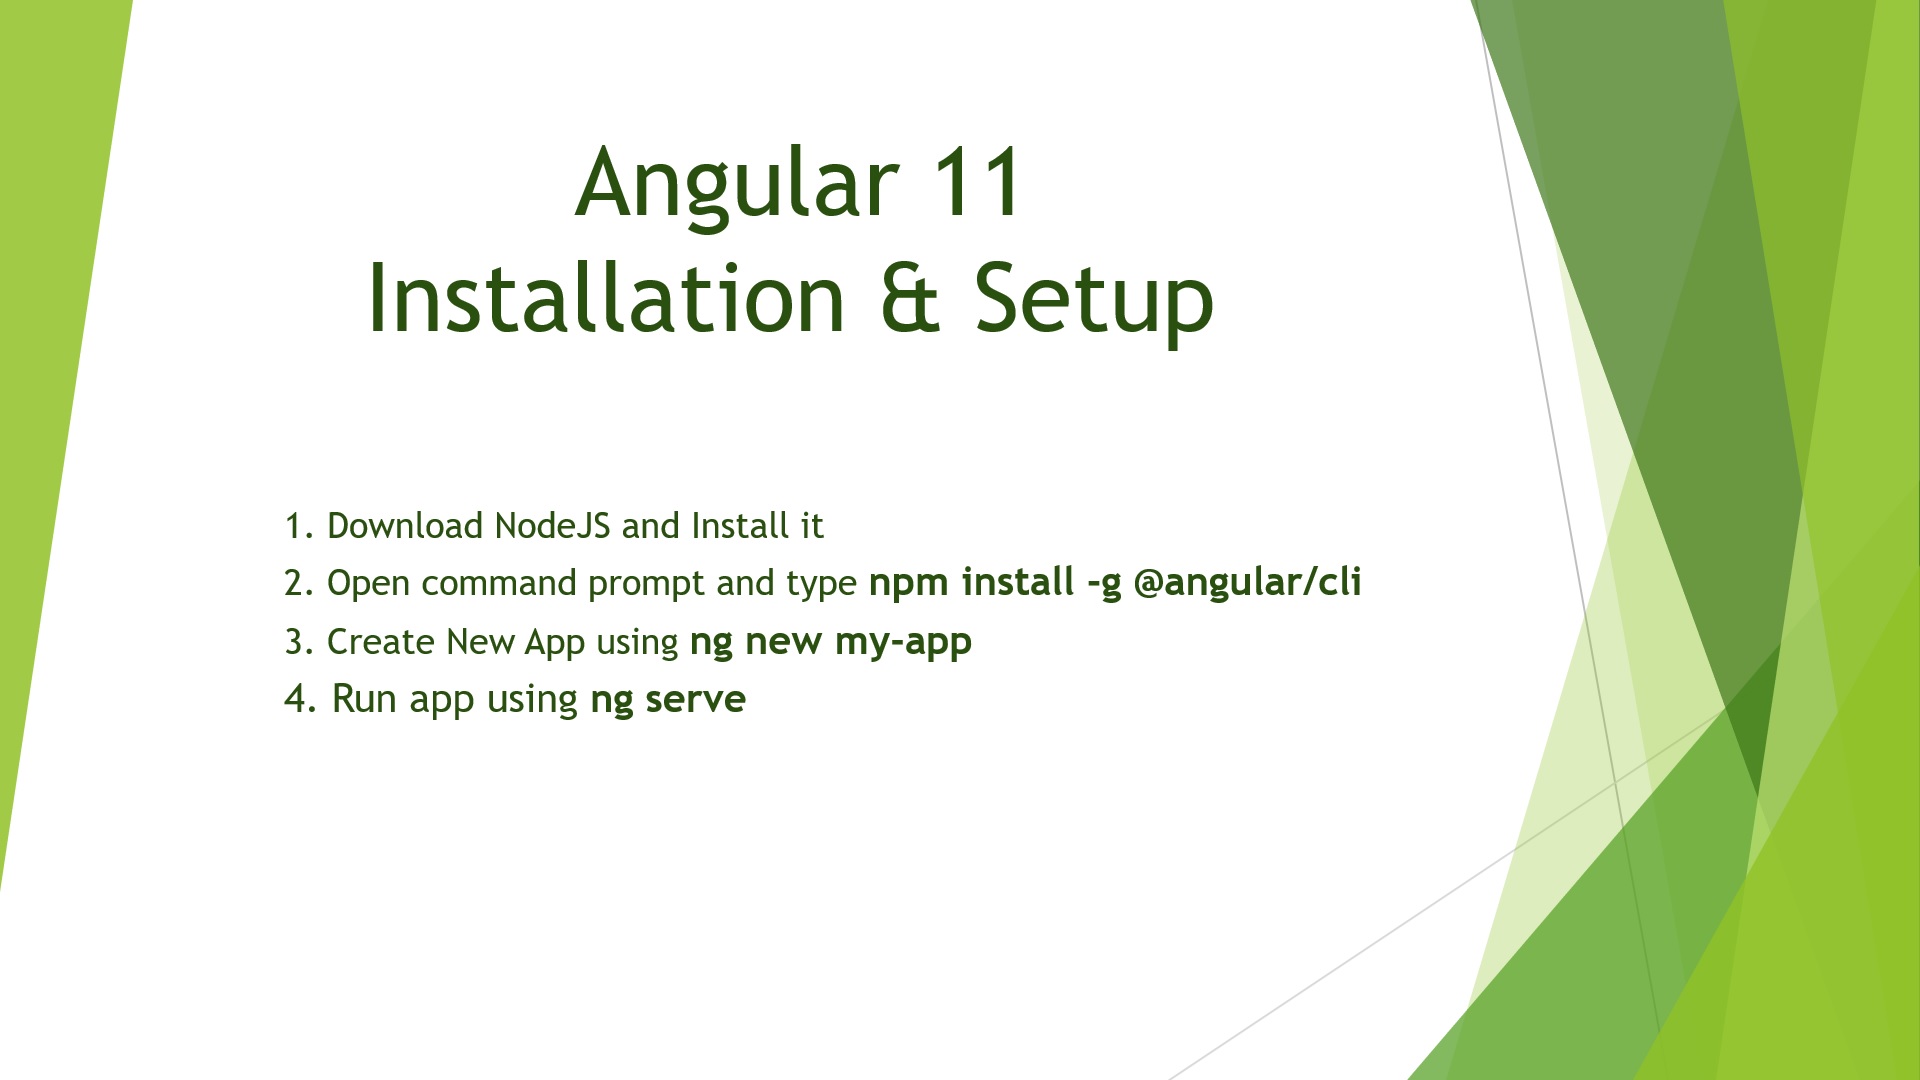 Angular 11
Installation & Setup
1. Download NodeJS and Install it
2. Open command prompt and type npm install -g @angular/cli
3. Create New App using ng new my-app
4. Run app using ng serve